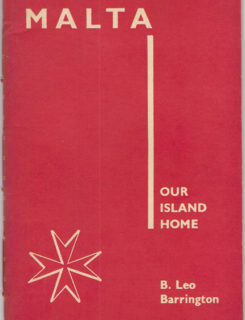 MALTA
OUR
ISLAND
HOME
B. Leo
Barrington